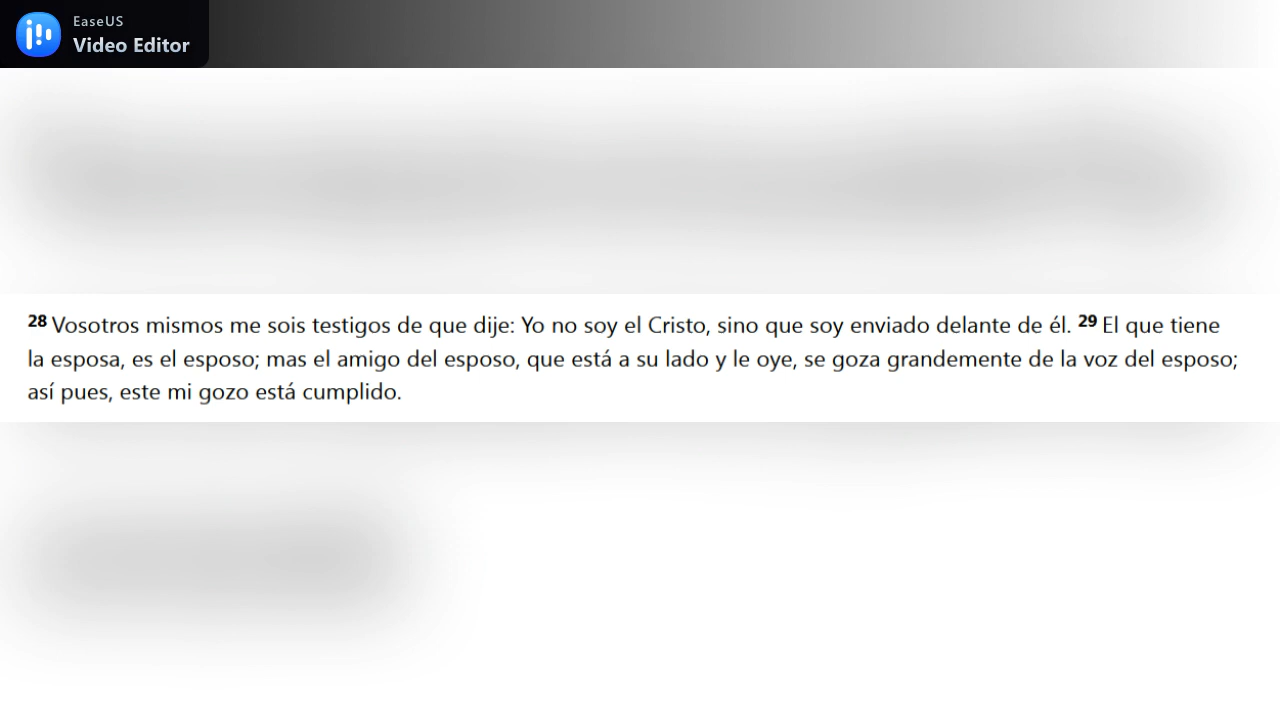 EaseUS
Video Editor
28 Vosotros mismos me sois testigos de que dije: Yo no soy el Cristo, sino que soy enviado delante de él. 29 El que tiene
la esposa, es el esposo; mas el amigo del esposo, que está a su lado y le oye, se goza grandemente de la voz del esposo;
así pues, este mi gozo está cumplido.